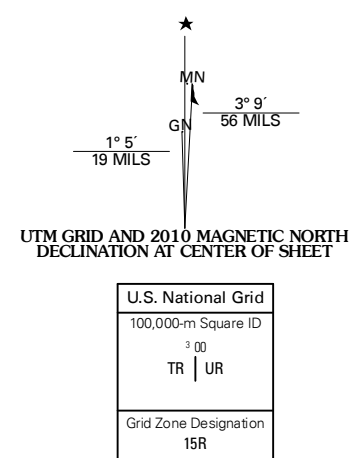 ★
MN
GN
3° 9´
56 MILS
1° 5´
19 MILS
UTM GRID AND 2010 MAGNETIC NORTH
DECLINATION AT CENTER OF SHEET
U.S. National Grid
100,000-m Square ID
3 00
TR UR
Grid Zone Designation
15R